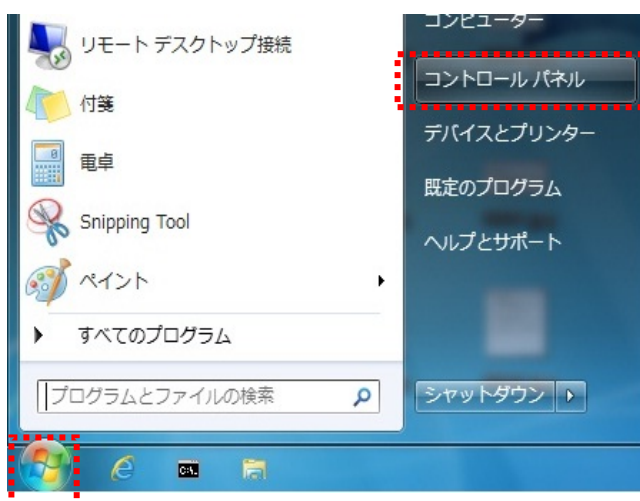 リモート デスクトップ接続
付箋
電卓
Snipping Tool
ペイント
すべてのプログラム
プログラムとファイルの検索
コンピューター
コントロール パネル
デバイスとプリンター
既定のプログラム
ヘルプとサポート
シャットダウン
C:\.